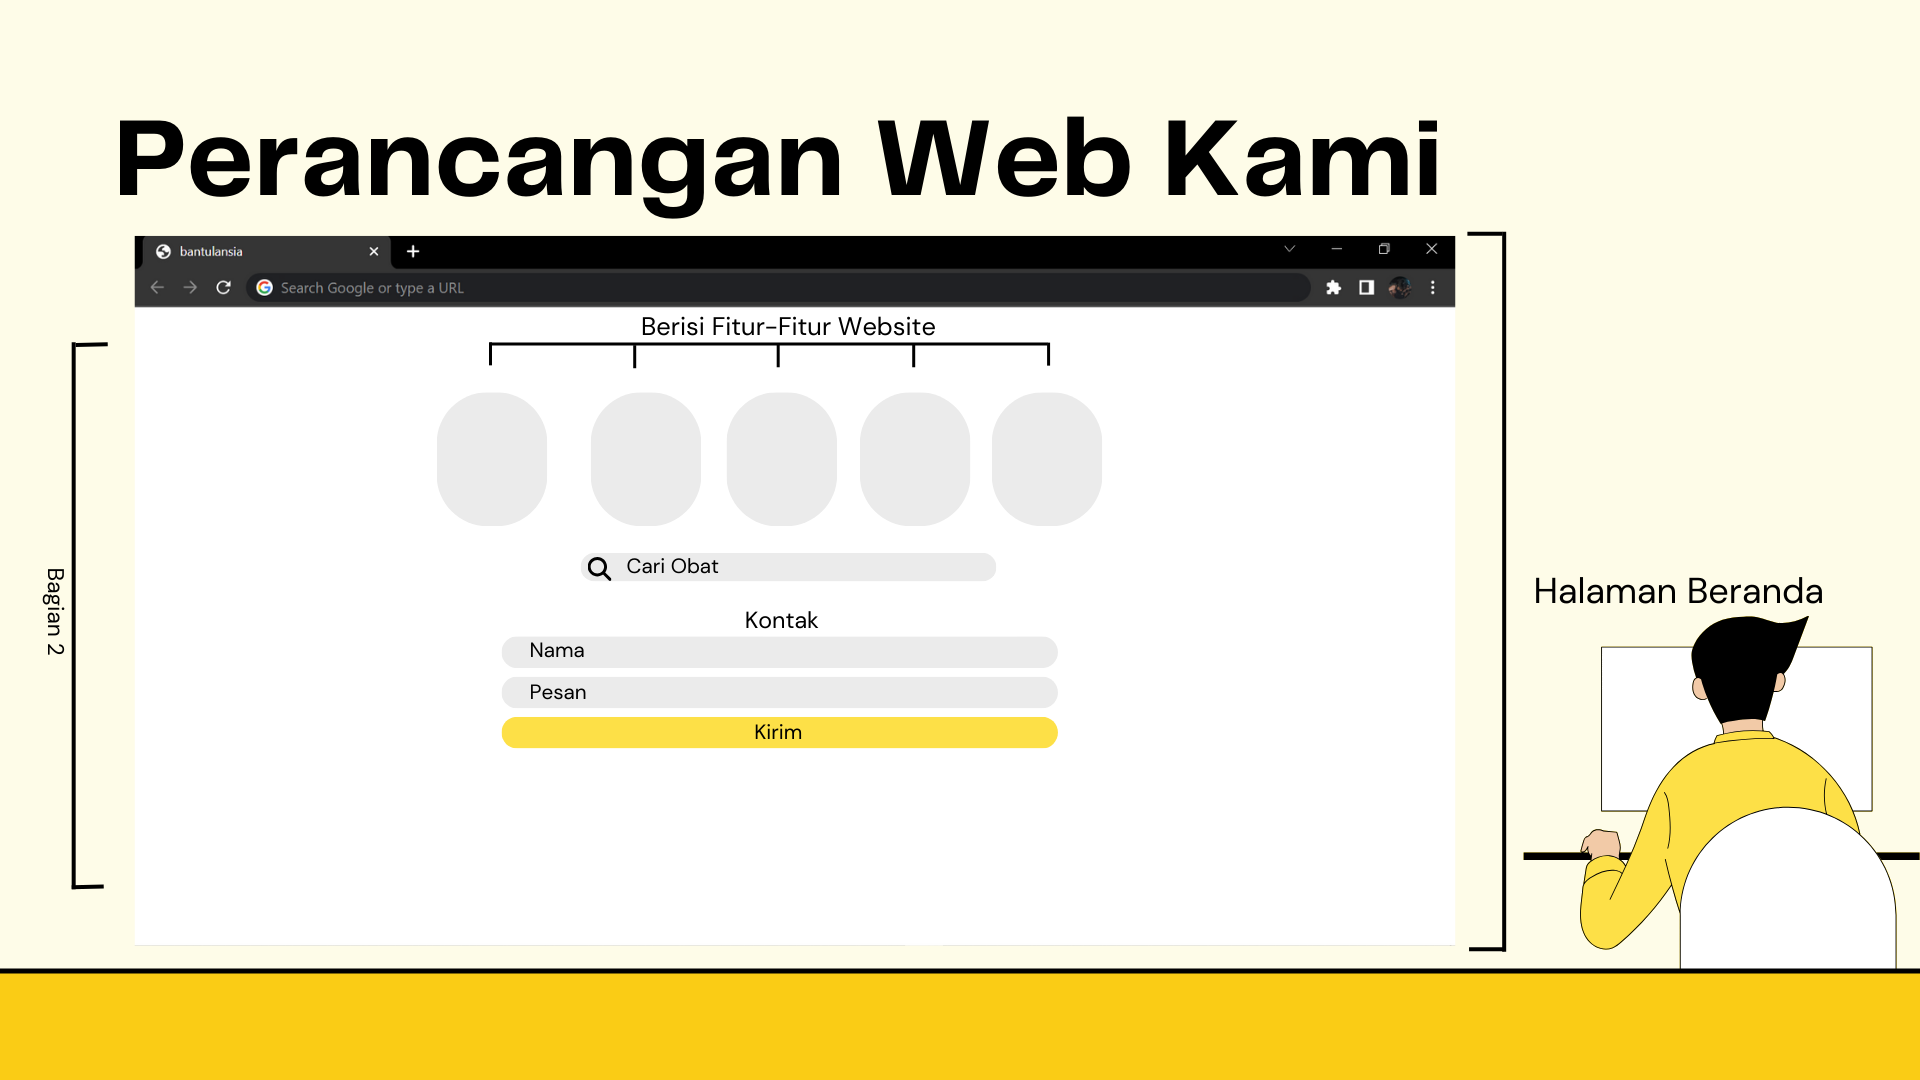 Perancangan Web Kami
bantulansia
Search Google or type a URL
Berisi Fitur-Fitur Website
Cari Obat
Kontak
Nama
Pesan
Kirim
Bagian 2
Halaman Beranda